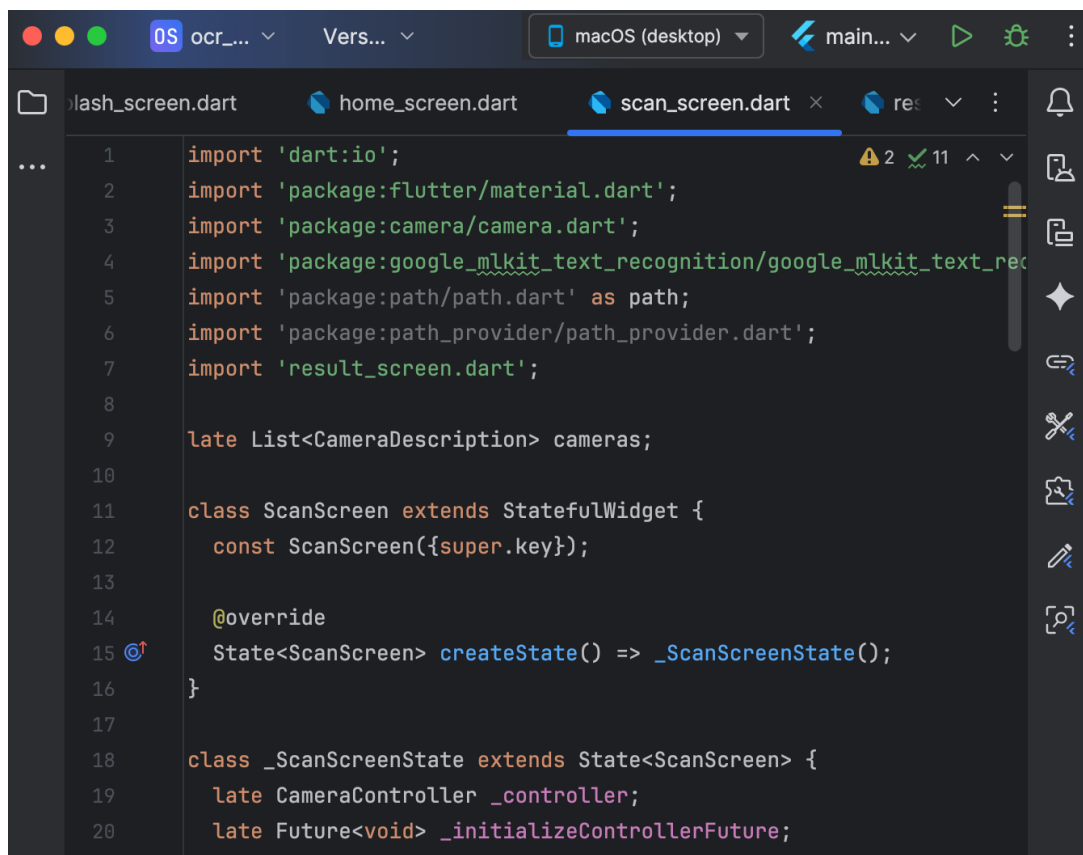 OS ocr_... Vers... macOS (desktop) main...
lash_screen.dart home_screen.dart scan_screen.dart res
2 11
1 import 'dart:io';
2 import 'package:flutter/material.dart';
3 import 'package:camera/camera.dart';
4 import 'package:google_mlkit_text_recognition/google_mlkit_text_rec
5 import 'package:path/path.dart' as path;
6 import 'package:path_provider/path_provider.dart';
7 import 'result_screen.dart';
8
9 late List<CameraDescription> cameras;
10
11 class ScanScreen extends StatefulWidget {
12   const ScanScreen({super.key});
13
14   @override
15   State<ScanScreen> createState() => _ScanScreenState();
16 }
17
18 class _ScanScreenState extends State<ScanScreen> {
19   late CameraController _controller;
20   late Future<void> _initializeControllerFuture;